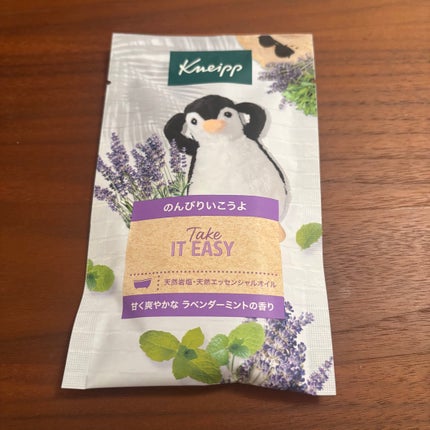 Kneipp
のんびりいこうよ
Take
IT EASY
天然岩塩・天然エッセンシャルオイル
甘く爽やかな ラベンダーミントの香り